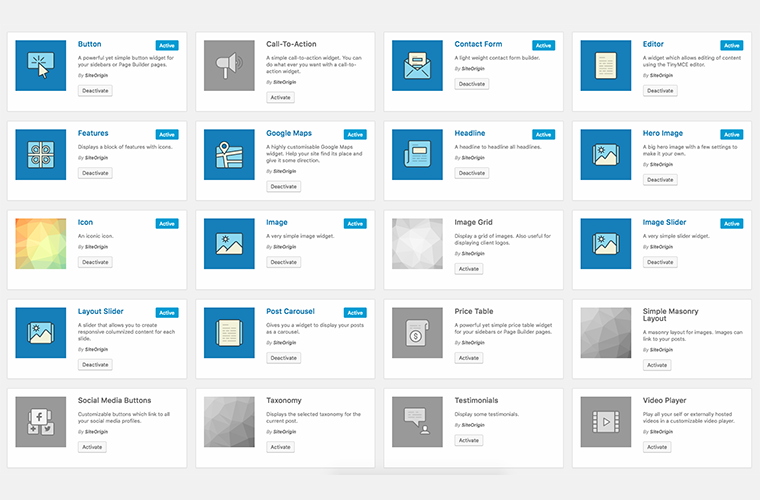 Button
Active
A powerful yet simple button widget for
your sidebars or Page Builder pages.
By SiteOrigin
Deactivate
Call-To-Action
A simple call-to-action widget. You can
do what ever you want with a call-to-
action widget.
By SiteOrigin
Activate
Contact Form
Active
A light weight contact form builder.
By SiteOrigin
Deactivate
Editor
Active
A widget which allows editing of content
using the TinyMCE editor.
By SiteOrigin
Deactivate
Features
Active
Displays a block of features with icons.
By SiteOrigin
Deactivate
Google Maps
Active
A highly customisable Google Maps
widget. Help your site find its place and
give it some direction.
By SiteOrigin
Deactivate
Headline
Active
A headline to headline all headlines.
By SiteOrigin
Deactivate
Hero Image
Active
A big hero image with a few settings to
make it your own.
By SiteOrigin
Deactivate
Icon
Active
An iconic icon.
By SiteOrigin
Deactivate
Image
Active
A very simple image widget.
By SiteOrigin
Deactivate
Image Grid
Display a grid of images. Also useful for
displaying client logos.
By SiteOrigin
Activate
Image Slider
Active
A very simple slider widget.
By SiteOrigin
Deactivate
Layout Slider
Active
A slider that allows you to create
responsive columnized content for each
slide.
By SiteOrigin
Deactivate
Post Carousel
Active
Gives you a widget to display your posts
as a carousel.
By SiteOrigin
Deactivate
Price Table
A powerful yet simple price table widget
for your sidebars or Page Builder pages.
By SiteOrigin
Activate
Simple Masonry
Layout
A masonry layout for images. Images can
link to your posts.
By SiteOrigin
Activate
Social Media Buttons
Customizable buttons which link to all
your social media profiles.
By SiteOrigin
Activate
Taxonomy
Displays the selected taxonomy for the
current post.
By SiteOrigin
Activate
Testimonials
Display some testimonials.
By SiteOrigin
Activate
Video Player
Play all your self or externally hosted
videos in a customizable video player.
By SiteOrigin
Activate